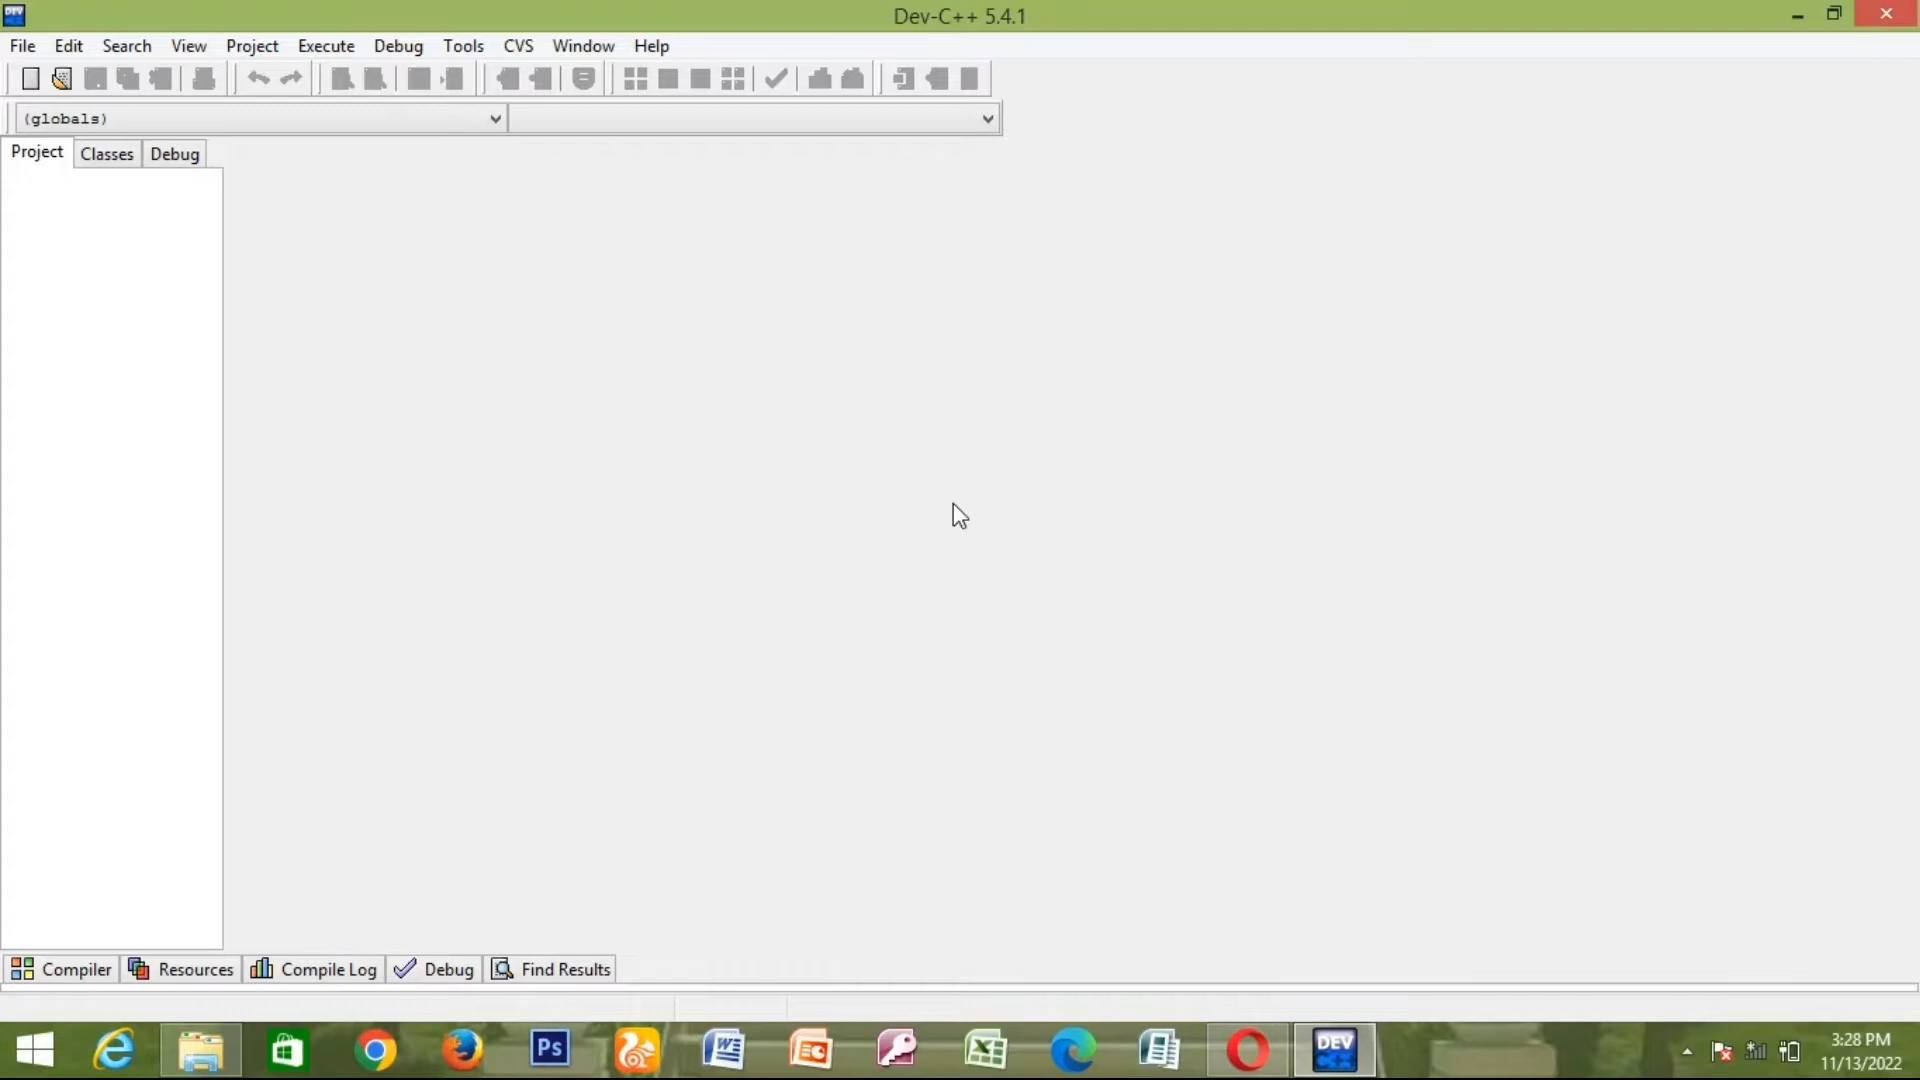 Dev-C++ 5.4.1
File Edit Search View Project Execute Debug Tools CVS Window Help
(globals)
Project Classes Debug
Compiler Resources Compile Log Debug Find Results
Ps
DEV
3:28 PM
11/13/2022